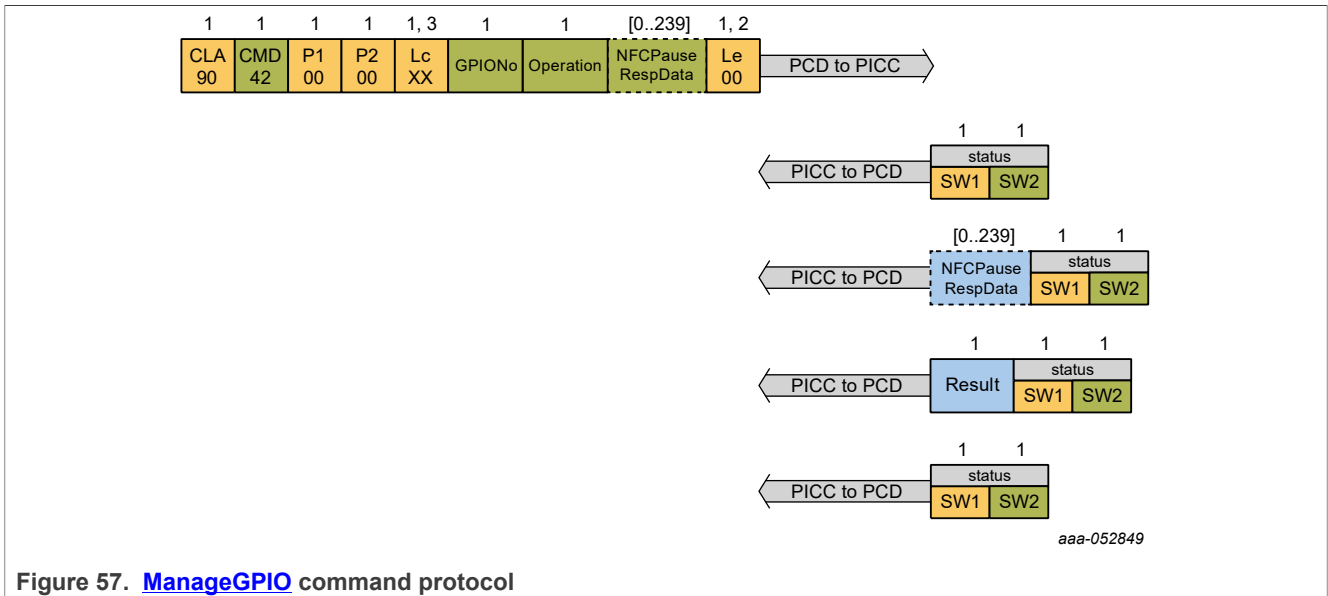 1 1 1 1 1, 3 1 1 [0..239] 1, 2
CLA CMD P1 P2 Lc GPIONo Operation NFCPause Le PCD to PICC
90 42 00 00 XX RespData 00
1 1
status
PICC to PCD SW1 SW2
[0..239] 1 1
PICC to PCD NFCPause status
RespData SW1 SW2
1 1 1
PICC to PCD Result status
SW1 SW2
1 1
status
PICC to PCD SW1 SW2
aaa-052849
Figure 57. ManageGPIO command protocol